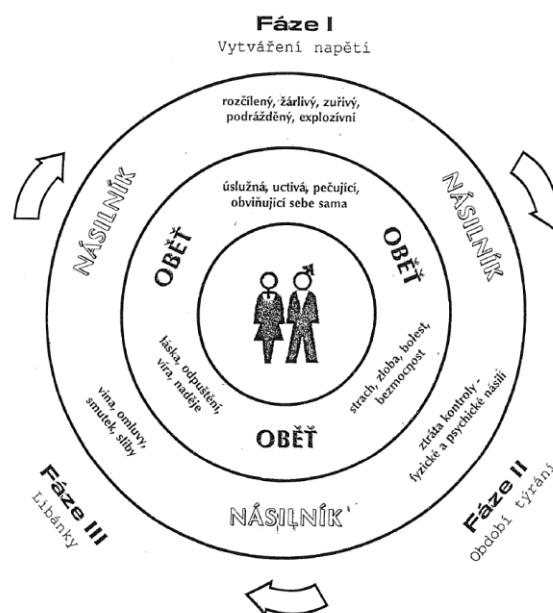 Fáze I
Vytváření napětí
rozčílený, žárlivý, zuřivý,
podrážděný, explozívní
NÁSILNÍK
NÁSILNÍK
úslužná, uctivá, pečující,
obviňující sebe sama
OBĚŤ
OBĚŤ
láska, odpuštění,
víra, naděje
strach, zloba, bolest,
bezmocnost
OBĚŤ
vina, omluvy,
smutek, sliby
ztráta kontroly -
fyzické a psychické násilí
NÁSILNÍK
Fáze III
Líbánky
Fáze II
Období týrání